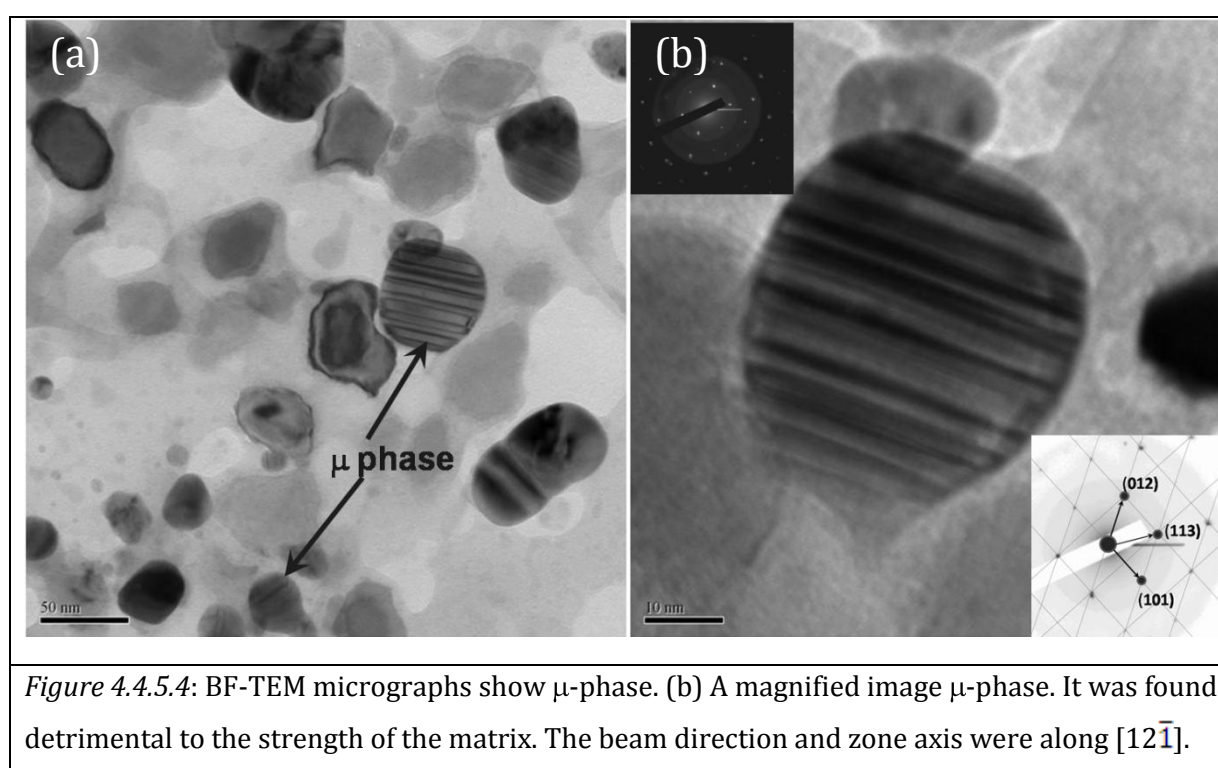 (a)
μ phase
50 nm
(b)
(012)
(113)
(101)
10 nm
Figure 4.4.5.4: BF-TEM micrographs show μ-phase. (b) A magnified image μ-phase. It was found
detrimental to the strength of the matrix. The beam direction and zone axis were along [121̄].